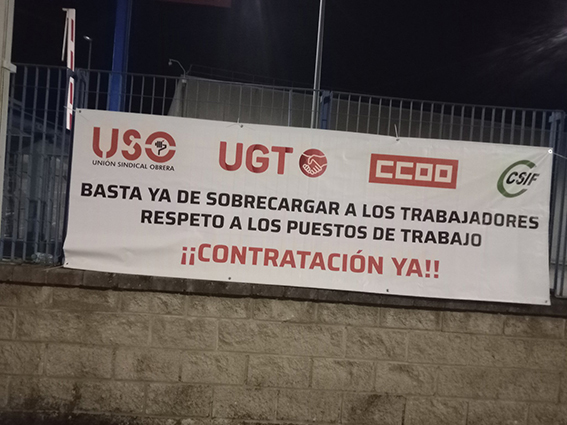 USO
UNIÓN SINDICAL OBRERA
UGT
CCOO
CSIF
BASTA YA DE SOBRECARGAR A LOS TRABAJADORES
RESPETO A LOS PUESTOS DE TRABAJO
¡¡CONTRATACIÓN YA!!